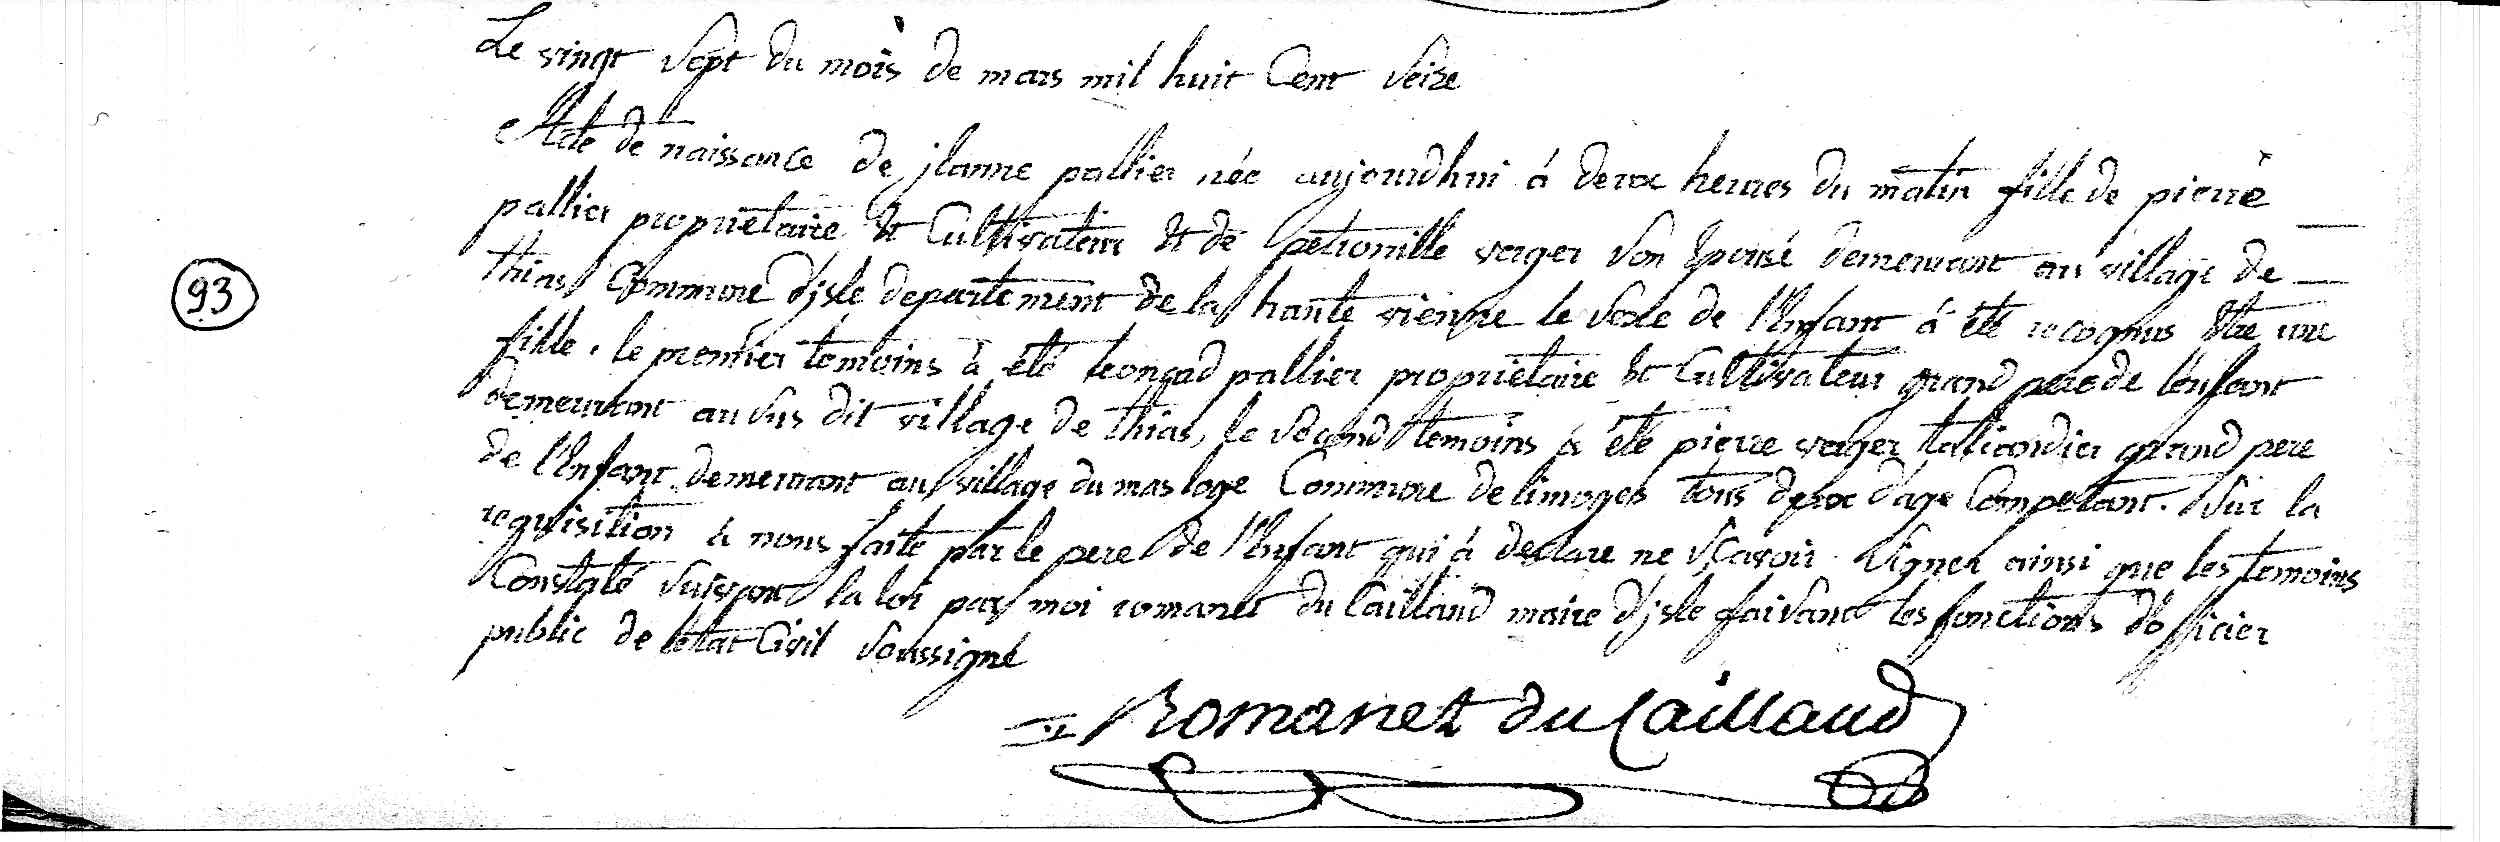 Le vingt sept du mois de mars mil huit Cent seize
Acte de naissance de jeanne pallier née aujourdhui á deux heures du matin fille de pierre
pallier proprietaire et Cultivateur et de petronille verger son Epouse demeurant au village de
thias Commune d'jsle departement de la haute vienne le sexe de l'Enfant á été recognus Etre une
fille. le premier temoins à été leonard pallier proprietaire et Cultivateur grand pere de l'enfant
demeurant au sus dit village de thias, le second temoins à été pierre verger grand pere
de l'Enfant demeurant au village du mas loge Commune de limoges tous deux d'age Competant. Sur la
requisition à nous faite par le pere de l'Enfant qui á declare ne sçavoir signer ainsi que les temoins
Constaté suivant la loi par moi romanet du Caillaud maire d'jsle faisant les fonctions d'officier
public de l'état Civil soussigné
Romanet du Caillaud
93